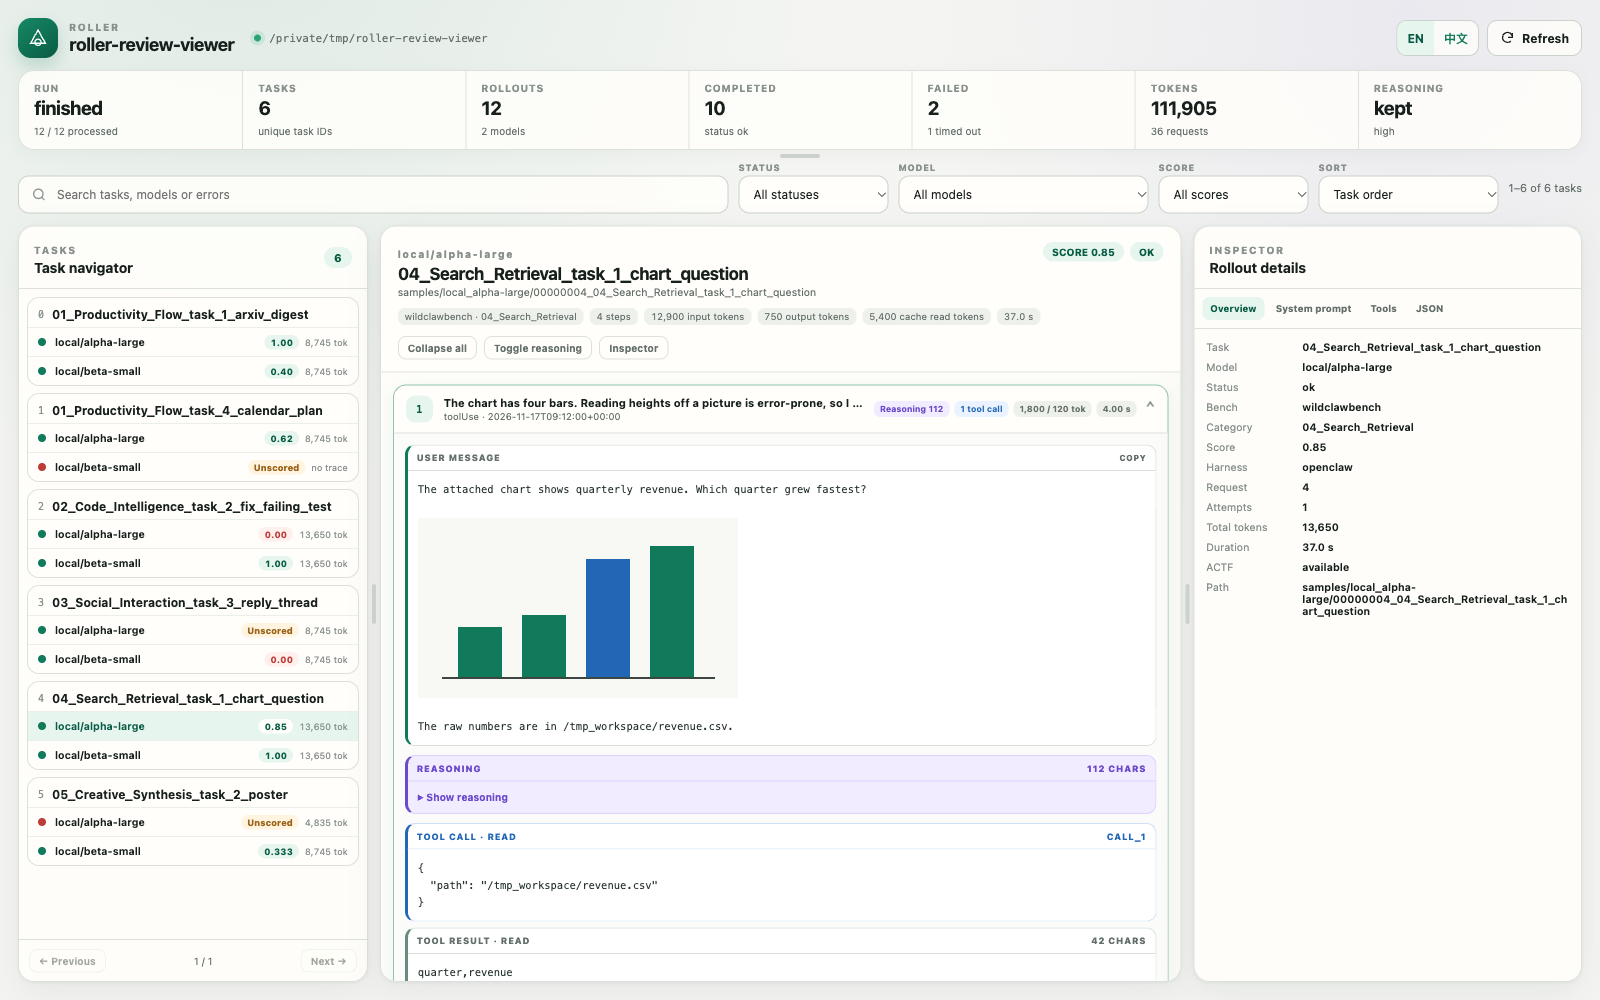 ROLLER
roller-review-viewer
/private/tmp/roller-review-viewer
EN
中文
Refresh
RUN
finished
12 / 12 processed
TASKS
6
unique task IDs
ROLLOUTS
12
2 models
COMPLETED
10
status ok
FAILED
2
1 timed out
TOKENS
111,905
36 requests
REASONING
kept
high
Search tasks, models or errors
STATUS
All statuses
MODEL
All models
SCORE
All scores
SORT
Task order
1–6 of 6 tasks
TASKS
Task navigator
6
0 01_Productivity_Flow_task_1_arxiv_digest
local/alpha-large 1.00 8,745 tok
local/beta-small 0.40 8,745 tok
1 01_Productivity_Flow_task_4_calendar_plan
local/alpha-large 0.62 8,745 tok
local/beta-small Unscored no trace
2 02_Code_Intelligence_task_2_fix_failing_test
local/alpha-large 0.00 13,650 tok
local/beta-small 1.00 13,650 tok
3 03_Social_Interaction_task_3_reply_thread
local/alpha-large Unscored 8,745 tok
local/beta-small 0.00 8,745 tok
4 04_Search_Retrieval_task_1_chart_question
local/alpha-large 0.85 13,650 tok
local/beta-small 1.00 13,650 tok
5 05_Creative_Synthesis_task_2_poster
local/alpha-large Unscored 4,835 tok
local/beta-small 0.333 8,745 tok
← Previous
1 / 1
Next →
local/alpha-large
SCORE 0.85
OK
04_Search_Retrieval_task_1_chart_question
samples/local_alpha-large/00000004_04_Search_Retrieval_task_1_chart_question
wildclawbench · 04_Search_Retrieval
4 steps
12,900 input tokens
750 output tokens
5,400 cache read tokens
37.0 s
Collapse all
Toggle reasoning
Inspector
1
The chart has four bars. Reading heights off a picture is error-prone, so I ...
toolUse · 2026-11-17T09:12:00+00:00
Reasoning 112
1 tool call
1,800 / 120 tok
4.00 s
USER MESSAGE
COPY
The attached chart shows quarterly revenue. Which quarter grew fastest?
The raw numbers are in /tmp_workspace/revenue.csv.
REASONING
112 CHARS
▸ Show reasoning
TOOL CALL · READ
CALL_1
{
"path": "/tmp_workspace/revenue.csv"
}
TOOL RESULT · READ
42 CHARS
quarter,revenue
INSPECTOR
Rollout details
Overview
System prompt
Tools
JSON
Task 04_Search_Retrieval_task_1_chart_question
Model local/alpha-large
Status ok
Bench wildclawbench
Category 04_Search_Retrieval
Score 0.85
Harness openclaw
Request 4
Attempts 1
Total tokens 13,650
Duration 37.0 s
ACTF available
Path samples/local_alpha-
large/00000004_04_Search_Retrieval_task_1_ch
art_question